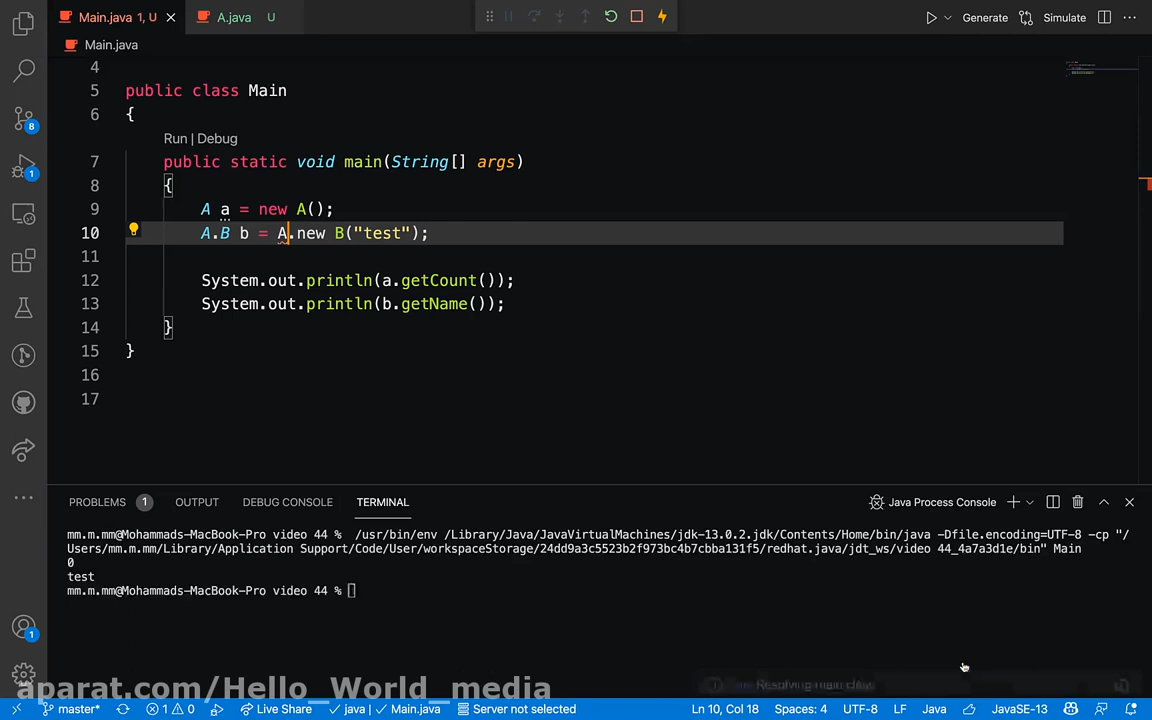 Main.java 1, U
A.java U
Generate
Simulate
Main.java
4
5 public class Main
6 {
Run | Debug
7 public static void main(String[] args)
8 {
9 A a = new A();
10 A.B b = A.new B("test");
11
12 System.out.println(a.getCount());
13 System.out.println(b.getName());
14 }
15 }
16
17
8
1
PROBLEMS 1 OUTPUT DEBUG CONSOLE TERMINAL
Java Process Console
mm.m.mm@Mohammads-MacBook-Pro video 44 % /usr/bin/env /Library/Java/JavaVirtualMachines/jdk-13.0.2.jdk/Contents/Home/bin/java -Dfile.encoding=UTF-8 -cp "/
Users/mm.m.mm/Library/Application Support/Code/User/workspaceStorage/24dd9a3c5523b2f973bc4b7cbba131f5/redhat.java/jdt_ws/video 44_4a7a3d1e/bin" Main
0
test
mm.m.mm@Mohammads-MacBook-Pro video 44 %
1
aparat.com/Hello_World_media
master* 1 0 Live Share java Main.java Server not selected Ln 10, Col 18 Spaces: 4 UTF-8 LF Java JavaSE-13